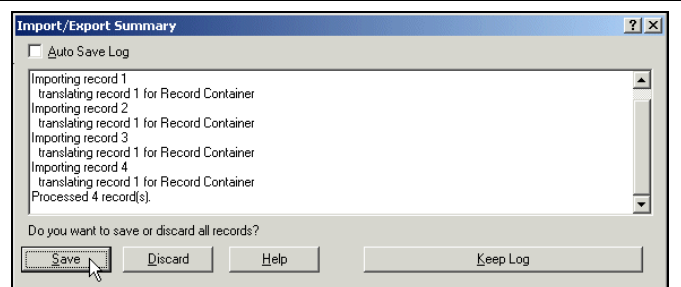 Import/Export Summary
Auto Save Log
Importing record 1
translating record 1 for Record Container
Importing record 2
translating record 1 for Record Container
Importing record 3
translating record 1 for Record Container
Importing record 4
translating record 1 for Record Container
Processed 4 record(s).
Do you want to save or discard all records?
Save Discard Help Keep Log